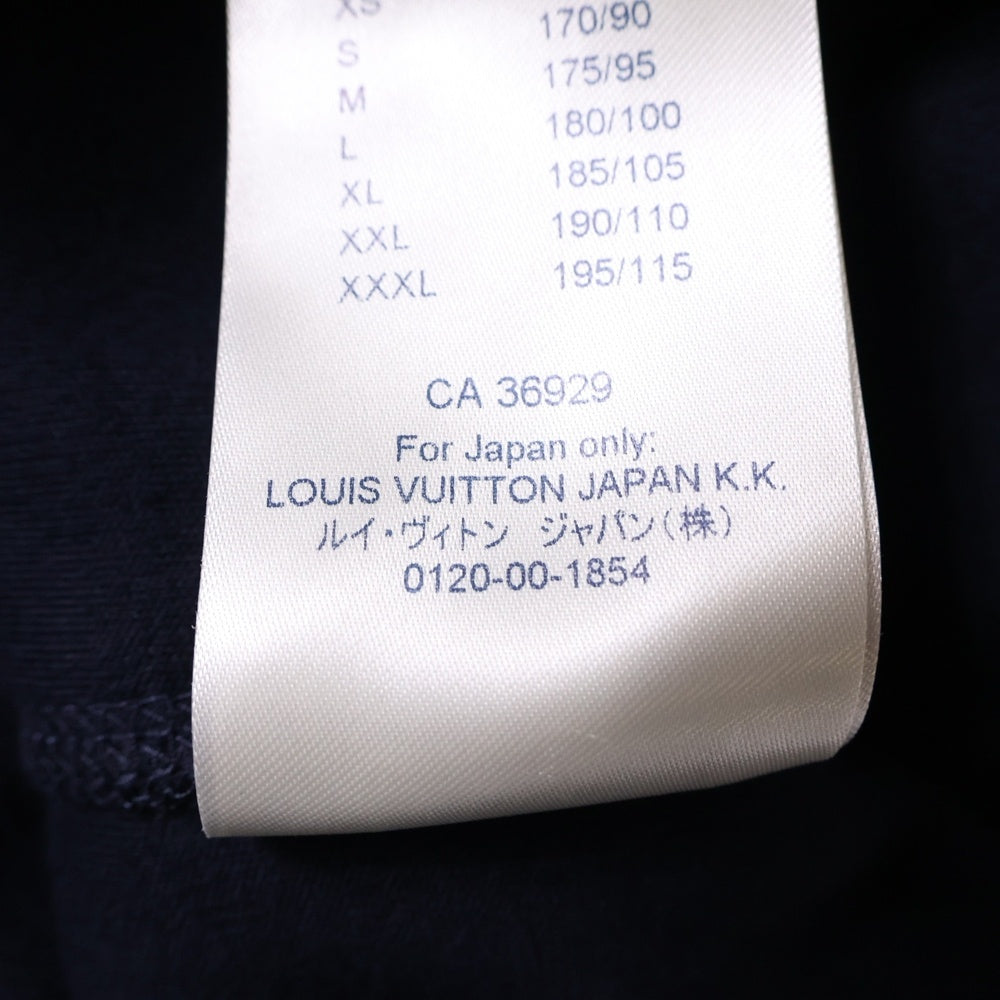 XS
S 170/90
M 175/95
L 180/100
XL 185/105
XXL 190/110
XXXL 195/115
CA 36929
For Japan only:
LOUIS VUITTON JAPAN K.K.
ルイ・ヴィトン　ジャパン(株)
0120-00-1854